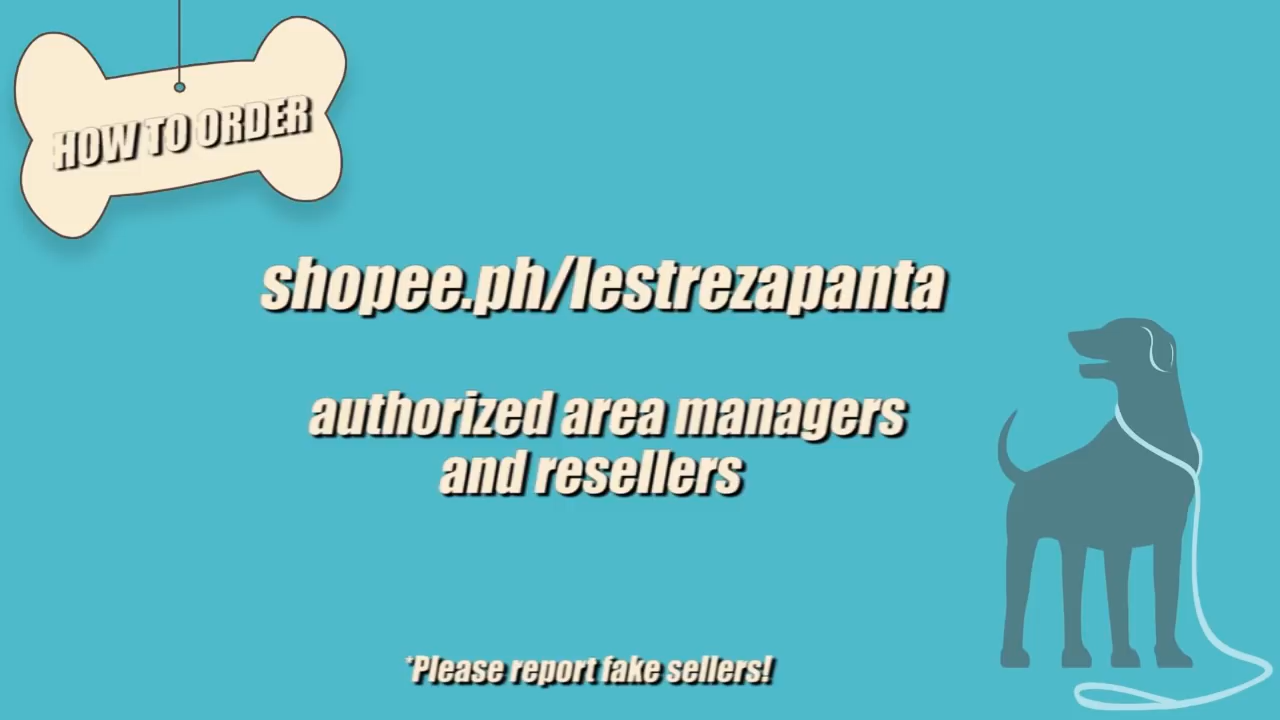 HOW TO ORDER
shopee.ph/lestrezapanta
authorized area managers
and resellers
*Please report fake sellers!